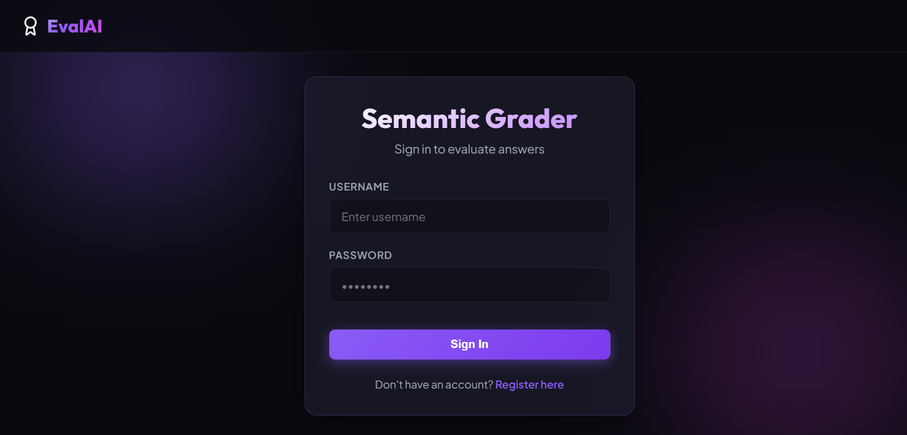 EvalAI
Semantic Grader
Sign in to evaluate answers
USERNAME
Enter username
PASSWORD
••••••••
Sign In
Don't have an account? Register here